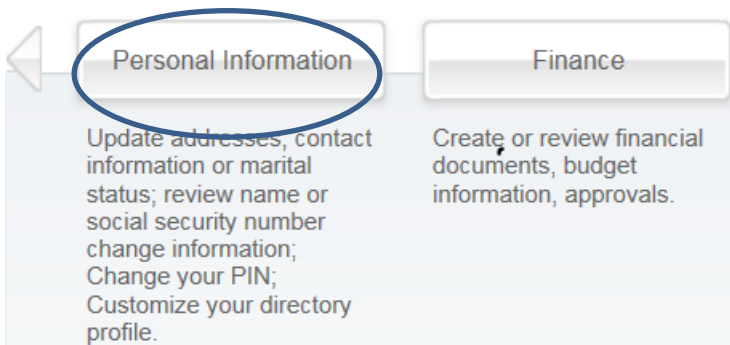 Personal Information
Finance
Update addresses, contact
information or marital
status; review name or
social security number
change information;
Change your PIN;
Customize your directory
profile.
Create or review financial
documents, budget
information, approvals.